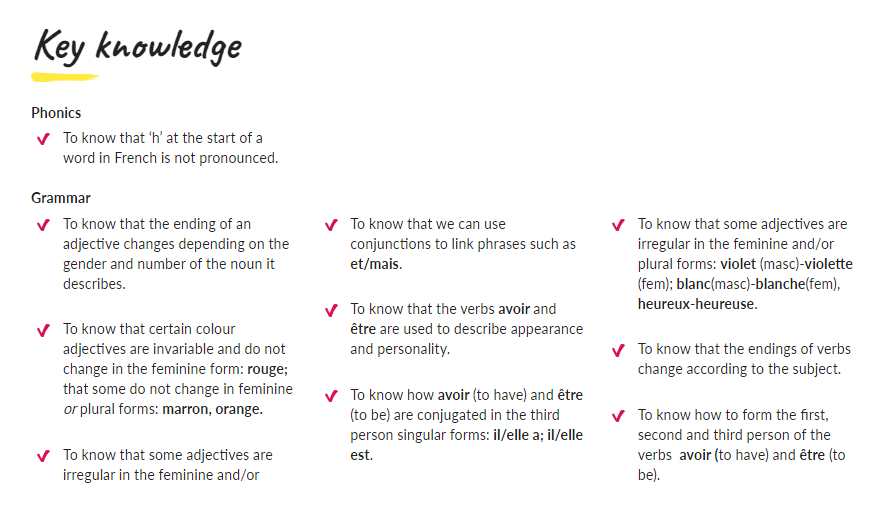 Key knowledge
Phonics
✔ To know that ‘h’ at the start of a
word in French is not pronounced.
Grammar
✔ To know that the ending of an
adjective changes depending on the
gender and number of the noun it
describes.
✔ To know that certain colour
adjectives are invariable and do not
change in the feminine form: rouge;
that some do not change in feminine
or plural forms: marron, orange.
✔ To know that some adjectives are
irregular in the feminine and/or
✔ To know that we can use
conjunctions to link phrases such as
et/mais.
✔ To know that the verbs avoir and
être are used to describe appearance
and personality.
✔ To know how avoir (to have) and être
(to be) are conjugated in the third
person singular forms: il/elle a; il/elle
est.
✔ To know that some adjectives are
irregular in the feminine and/or
plural forms: violet (masc)-violette
(fem); blanc(masc)-blanche(fem),
heureux-heureuse.
✔ To know that the endings of verbs
change according to the subject.
✔ To know how to form the first,
second and third person of the
verbs avoir (to have) and être (to
be).